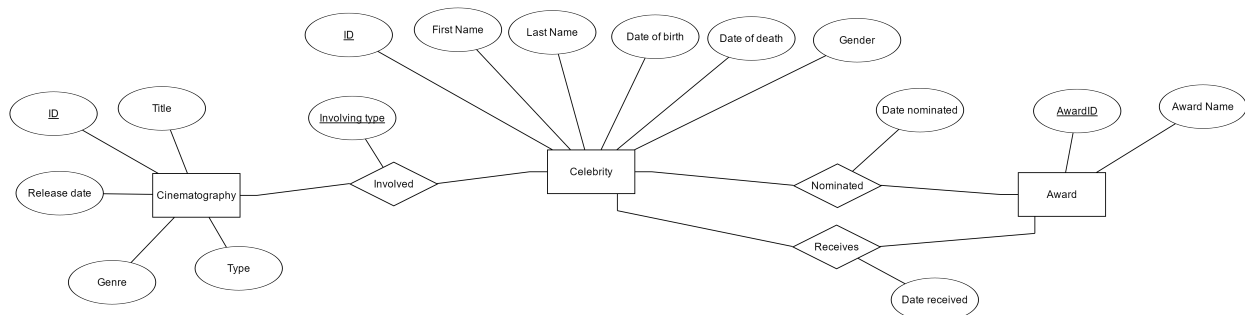 ID
First Name
Last Name
Date of birth
Date of death
Gender
ID
Title
Involving type
Date nominated
AwardID
Award Name
Release date
Cinematography
Involved
Celebrity
Nominated
Award
Genre
Type
Receives
Date received